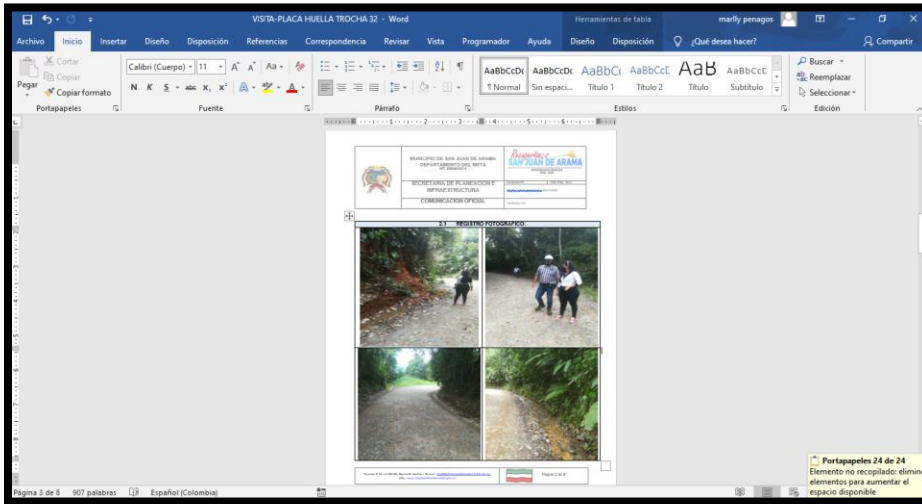 VISITA-PLACA HUELLA TROCHA 32 - Word
Herramientas de tabla
marlly penagos
Archivo Inicio Insertar Diseño Disposición Referencias Correspondencia Revisar Vista Programador Ayuda Diseño Disposición ¿Qué desea hacer? Compartir
Pegar
Cortar
Copiar
Copiar formato
Portapapeles
Calibri (Cuerpo) 11
N K S abc x₂ x²
Fuente
Párrafo
AaBbCcDc AaBbCcDc AaBbCc AaBbCcC AaB AaBbCcC
¶ Normal Sin espaci... Título 1 Título 2 Título Subtítulo
Estilos
Buscar
Reemplazar
Seleccionar
Edición
MUNICIPIO DE SAN JUAN DE ARAMA
DEPARTAMENTO DEL META
SECRETARIA DE PLANEACION E
INFRAESTRUCTURA
COMUNICACION OFICIAL
SAN JUAN DE ARAMA
2.1 REGISTRO FOTOGRAFICO
Portapapeles 24 de 24
Elemento no recopilado: elimine
elementos para aumentar el
espacio disponible
Página 3 de 8 907 palabras Español (Colombia)